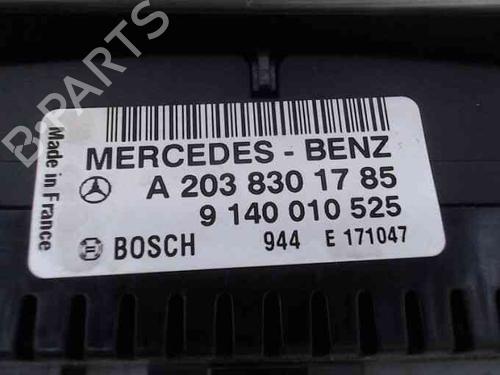 B-PARTS
Made in France
MERCEDES - BENZ
A 203 830 17 85
9 140 010 525
BOSCH 944 E 171047